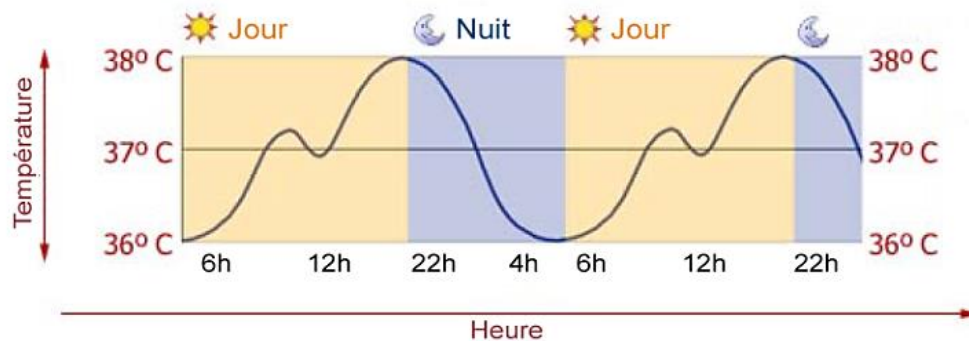 Jour Nuit Jour
38º C 38º C
37º C 37º C
36º C 36º C
Température
6h 12h 22h 4h 6h 12h 22h
Heure